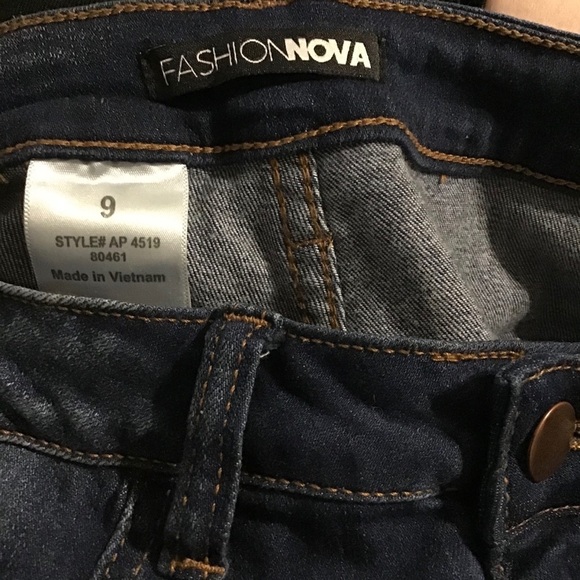 FASHIONNOVA
9
STYLE# AP 4519
80461
Made in Vietnam